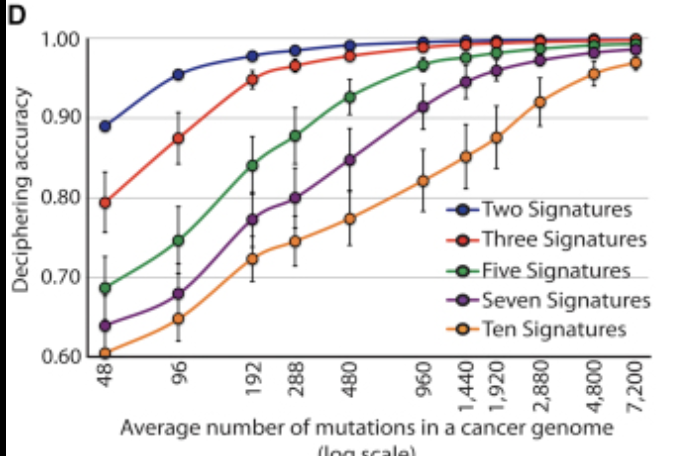 D
1.00
0.90
0.80
0.70
0.60
Deciphering accuracy
Two Signatures
Three Signatures
Five Signatures
Seven Signatures
Ten Signatures
48
96
192
288
480
960
1,440
1,920
2,880
4,800
7,200
Average number of mutations in a cancer genome
(log scale)